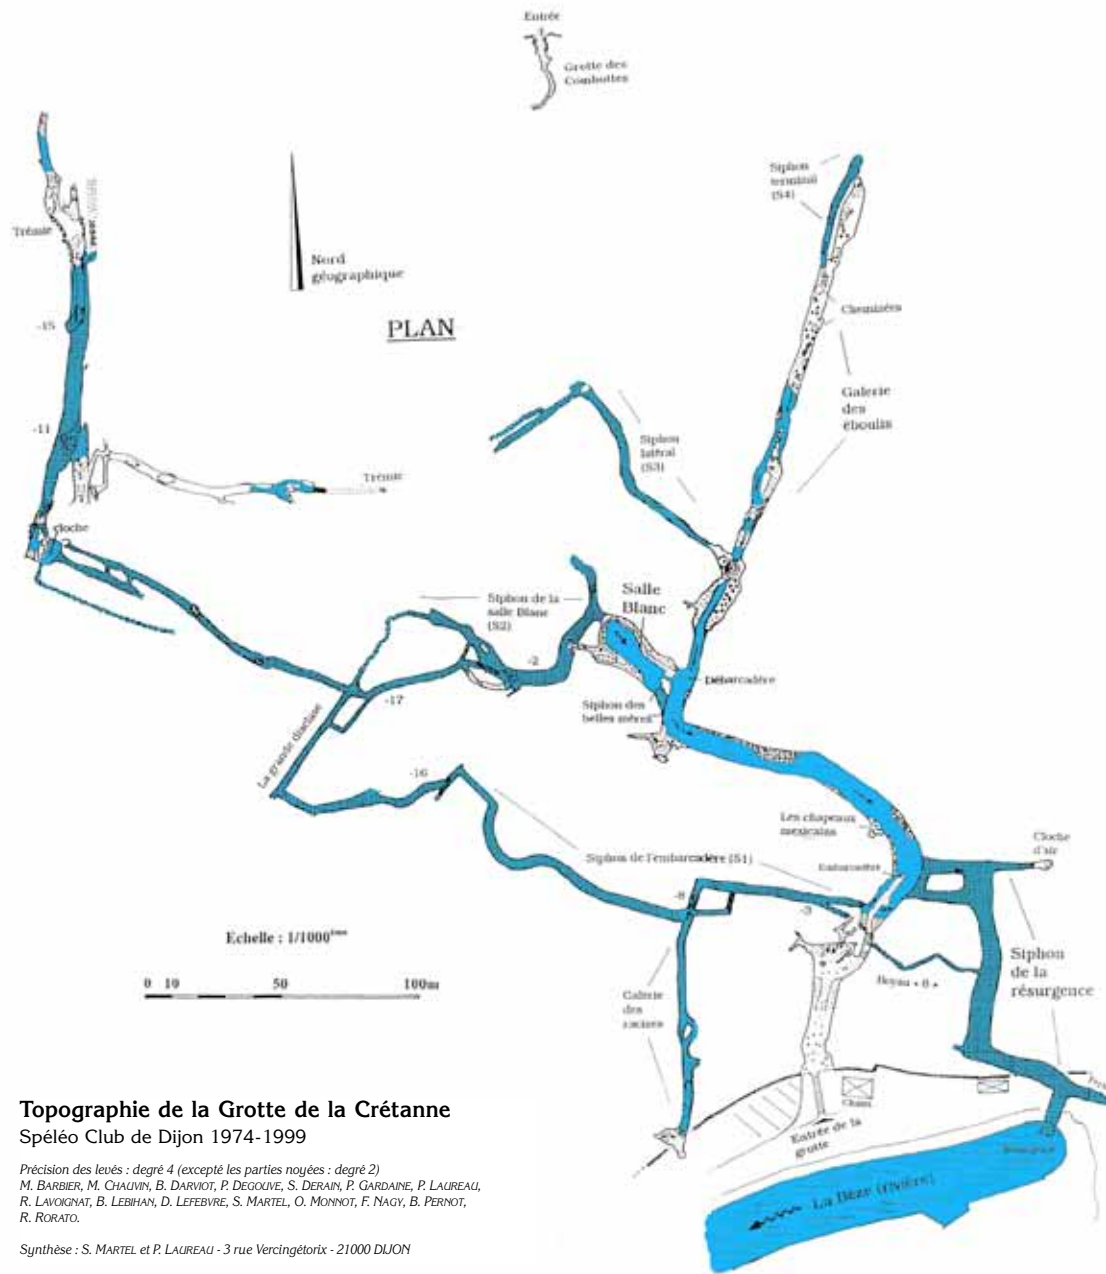 Entrée
Grotte des
Combottes
Siphon
terminal
(S4)
Trémie
Nord
géographique
PLAN
-15
Cheminées
Galerie
des
éboulis
-11
Siphon
latéral
(S3)
Trémie
cloche
Siphon de la
salle Blanc
(S2)
Salle
Blanc
-2
Débarcadère
-17
Siphon des
belles mères
La grande diaclase
-16
Les chapeaux
mexicains
Cloche
d'air
Siphon de l'embarcadère (S1)
Embarcadère
-8
-3
Echelle : 1/1000ème
Siphon
de la
résurgence
0 10 50 100m
Boyau « 8 »
Galerie
des
racines
Entrée de la
grotte
Résurgence
La Bèze (rivière)
Topographie de la Grotte de la Crétanne
Spéléo Club de Dijon 1974-1999
Précision des levés : degré 4 (excepté les parties noyées : degré 2)
M. BARBIER, M. CHAUVIN, B. DARVIOT, P. DEGOUVE, S. DERAIN, P. GARDAINE, P. LAUREAU,
R. LAVOIGNAT, B. LEBIHAN, D. LEFEBVRE, S. MARTEL, O. MONNOT, F. NAGY, B. PERNOT,
R. RORATO.
Synthèse : S. MARTEL et P. LAUREAU - 3 rue Vercingétorix - 21000 DIJON